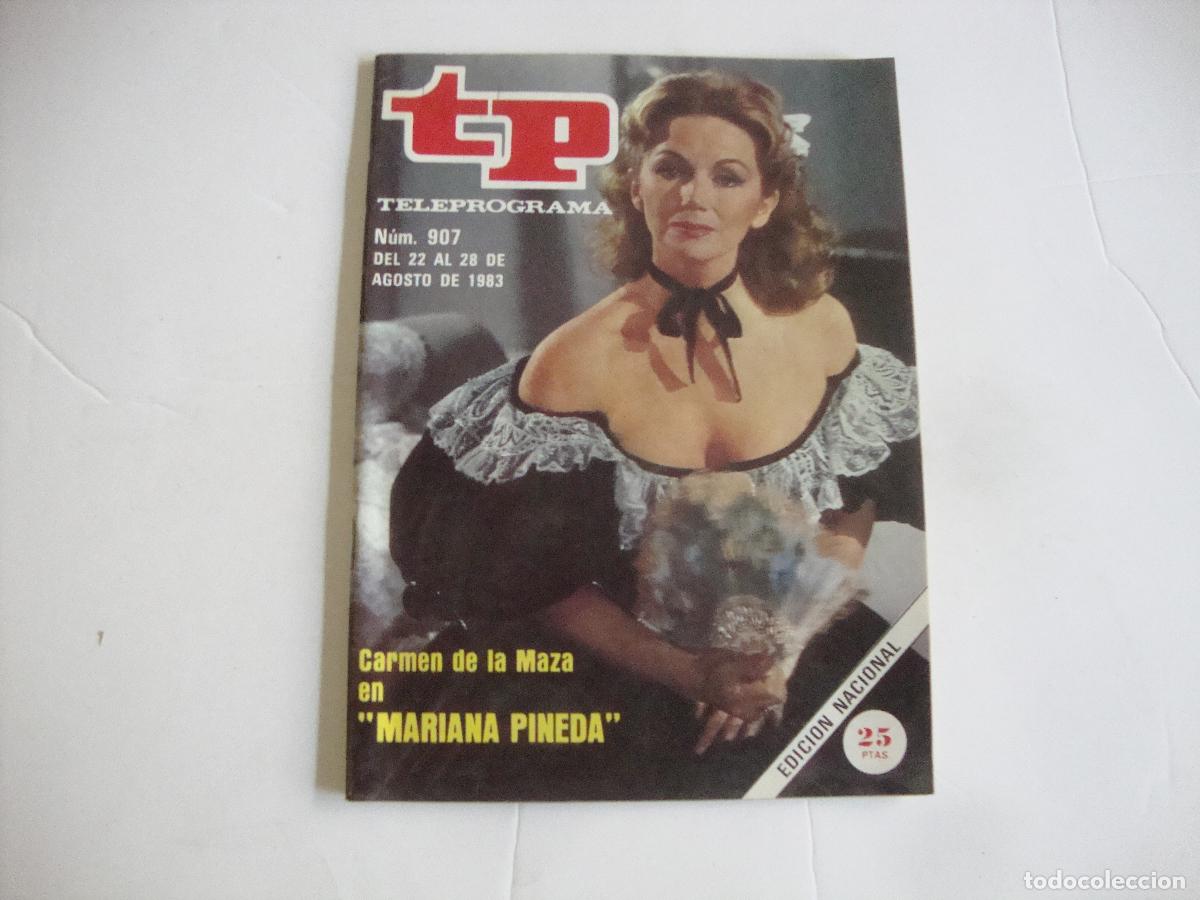 tp
TELEPROGRAMA
Núm. 907
DEL 22 AL 28 DE
AGOSTO DE 1983
Carmen de la Maza
en
"MARIANA PINEDA"
EDICION NACIONAL
25
PTAS.
todocoleccion